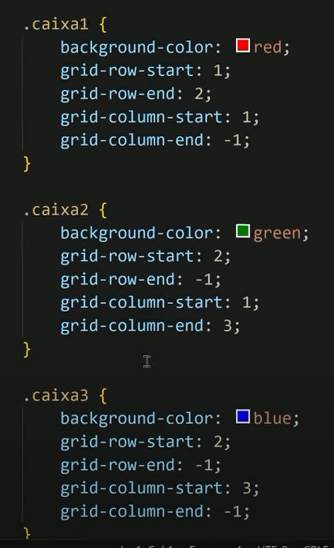 .caixa1 {
background-color: red;
grid-row-start: 1;
grid-row-end: 2;
grid-column-start: 1;
grid-column-end: -1;
}
.caixa2 {
background-color: green;
grid-row-start: 2;
grid-row-end: -1;
grid-column-start: 1;
grid-column-end: 3;
}
.caixa3 {
background-color: blue;
grid-row-start: 2;
grid-row-end: -1;
grid-column-start: 3;
grid-column-end: -1;
}